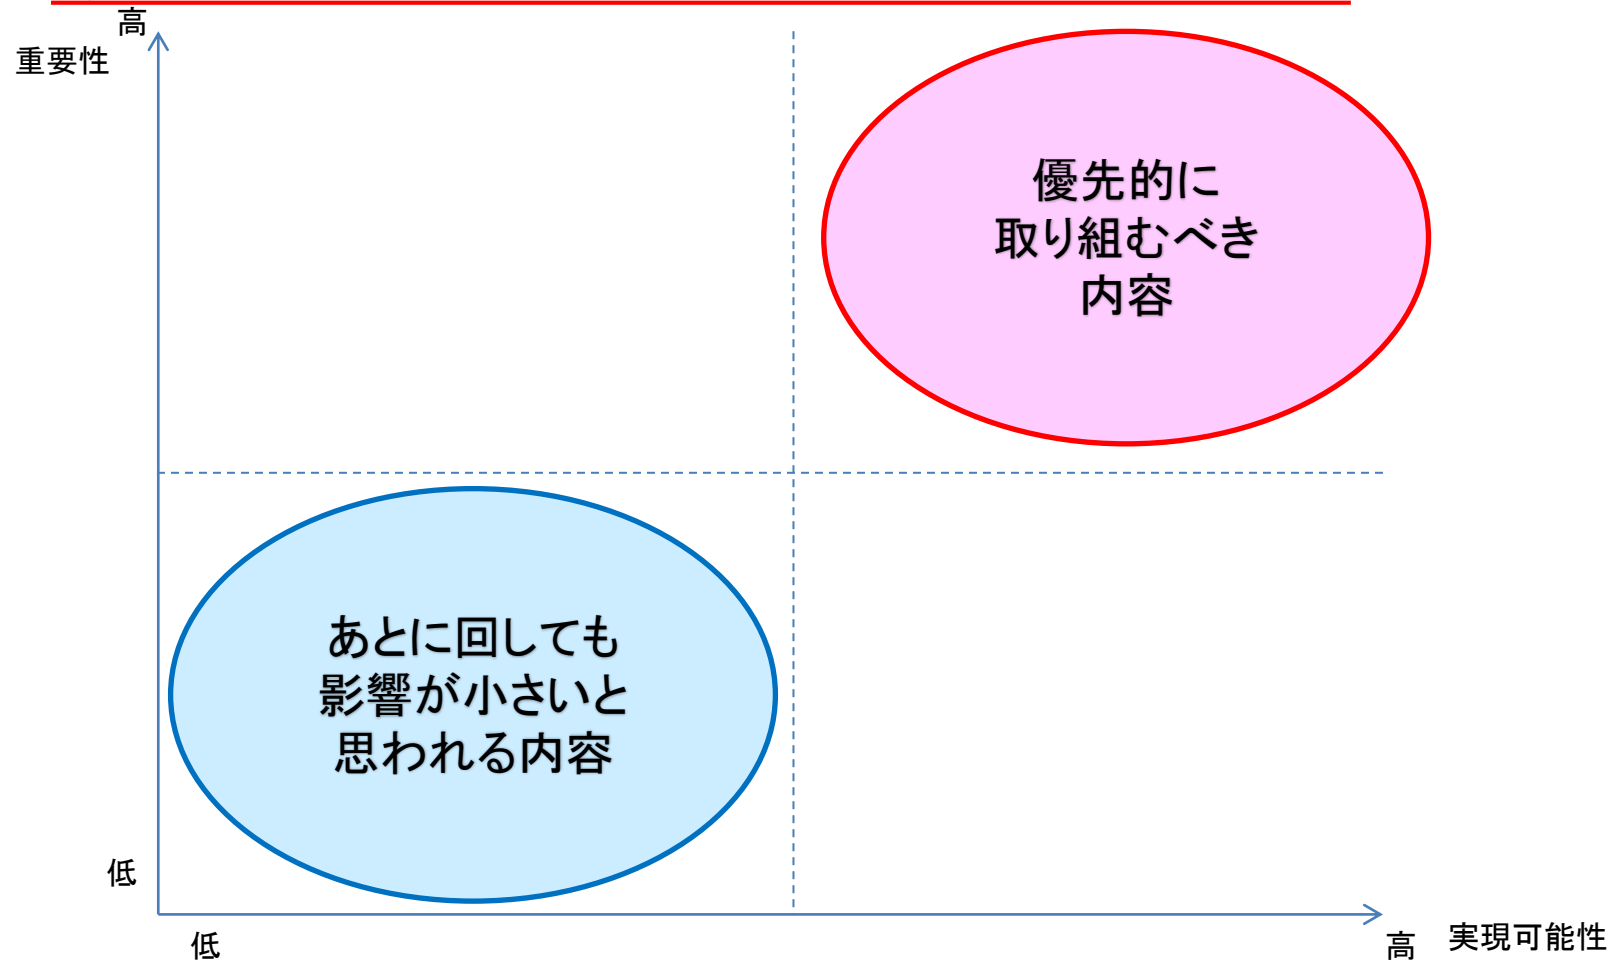 高
重要性
優先的に
取り組むべき
内容
あとに回しても
影響が小さいと
思われる内容
低
低
高
実現可能性